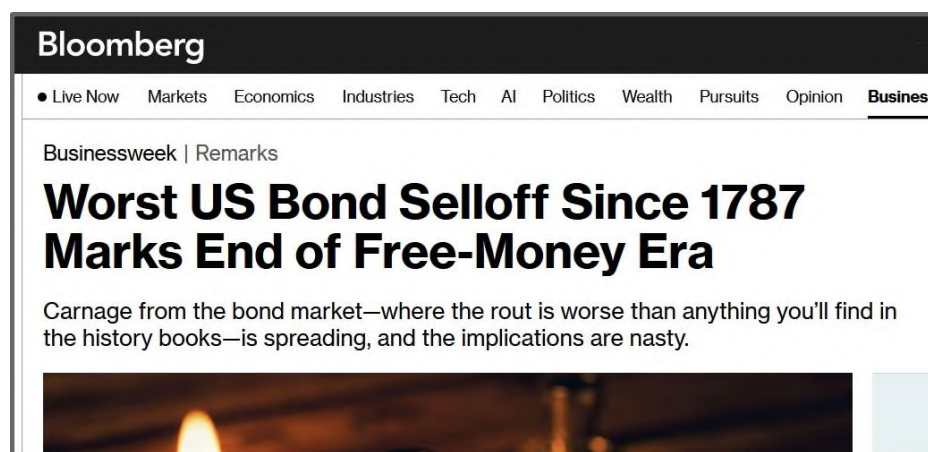 Bloomberg
● Live Now Markets Economics Industries Tech AI Politics Wealth Pursuits Opinion Busines
Businessweek | Remarks
Worst US Bond Selloff Since 1787
Marks End of Free-Money Era
Carnage from the bond market—where the rout is worse than anything you’ll find in
the history books—is spreading, and the implications are nasty.